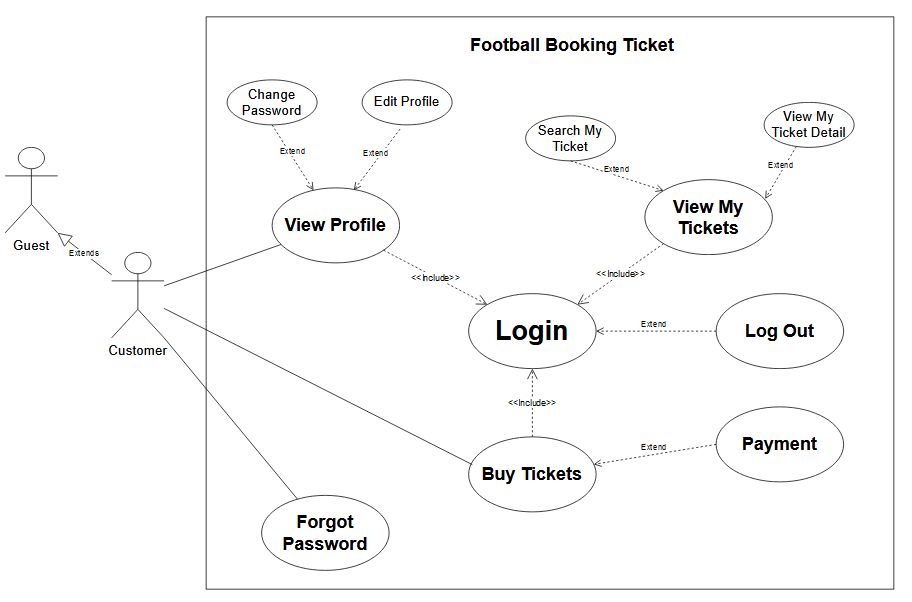 Football Booking Ticket
Change
Password
Edit Profile
Search My
Ticket
View My
Ticket Detail
Extend
Extend
Extend
Extend
View Profile
View My
Tickets
Guest
Extends
<<Include>>
<<Include>>
Customer
Login
Extend
Log Out
<<Include>>
Buy Tickets
Extend
Payment
Forgot
Password